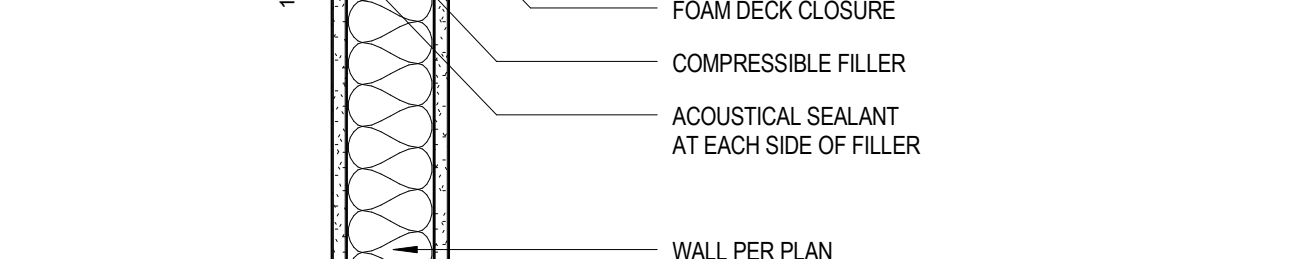 FOAM DECK CLOSURE
COMPRESSIBLE FILLER
ACOUSTICAL SEALANT
AT EACH SIDE OF FILLER
WALL PER PLAN